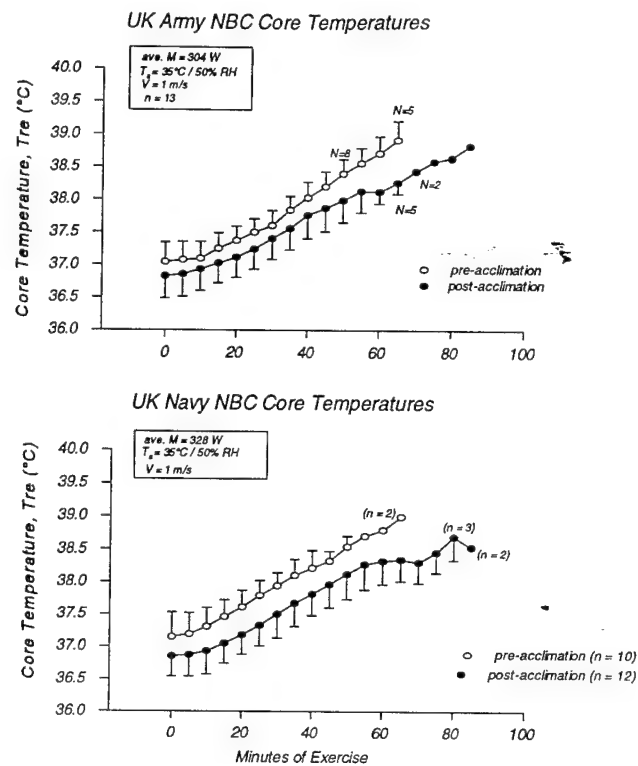 UK Army NBC Core Temperatures
ave. M = 304 W
Ta = 35°C / 50% RH
V = 1 m/s
n = 13
Core Temperature, Tre (°C)
40.0
39.5
39.0
38.5
38.0
37.5
37.0
36.5
36.0
N=5
N=8
N=2
N=5
pre-acclimation
post-acclimation
0
20
40
60
80
100
UK Navy NBC Core Temperatures
ave. M = 328 W
Ta = 35°C / 50% RH
V = 1 m/s
Core Temperature, Tre (°C)
40.0
39.5
39.0
38.5
38.0
37.5
37.0
36.5
36.0
(n = 2)
(n = 3)
(n = 2)
pre-acclimation (n = 10)
post-acclimation (n = 12)
0
20
40
60
80
100
Minutes of Exercise